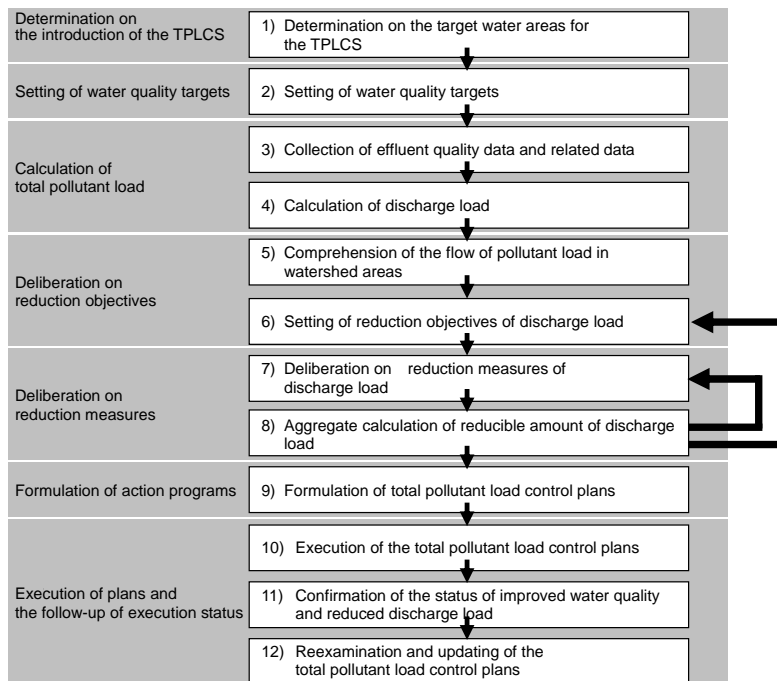 Determination on
the introduction of the TPLCS
1) Determination on the target water areas for
the TPLCS
Setting of water quality targets
2) Setting of water quality targets
Calculation of
total pollutant load
3) Collection of effluent quality data and related data
4) Calculation of discharge load
Deliberation on
reduction objectives
5) Comprehension of the flow of pollutant load in
watershed areas
6) Setting of reduction objectives of discharge load
Deliberation on
reduction measures
7) Deliberation on reduction measures of
discharge load
8) Aggregate calculation of reducible amount of discharge
load
Formulation of action programs
9) Formulation of total pollutant load control plans
Execution of plans and
the follow-up of execution status
10) Execution of the total pollutant load control plans
11) Confirmation of the status of improved water quality
and reduced discharge load
12) Reexamination and updating of the
total pollutant load control plans